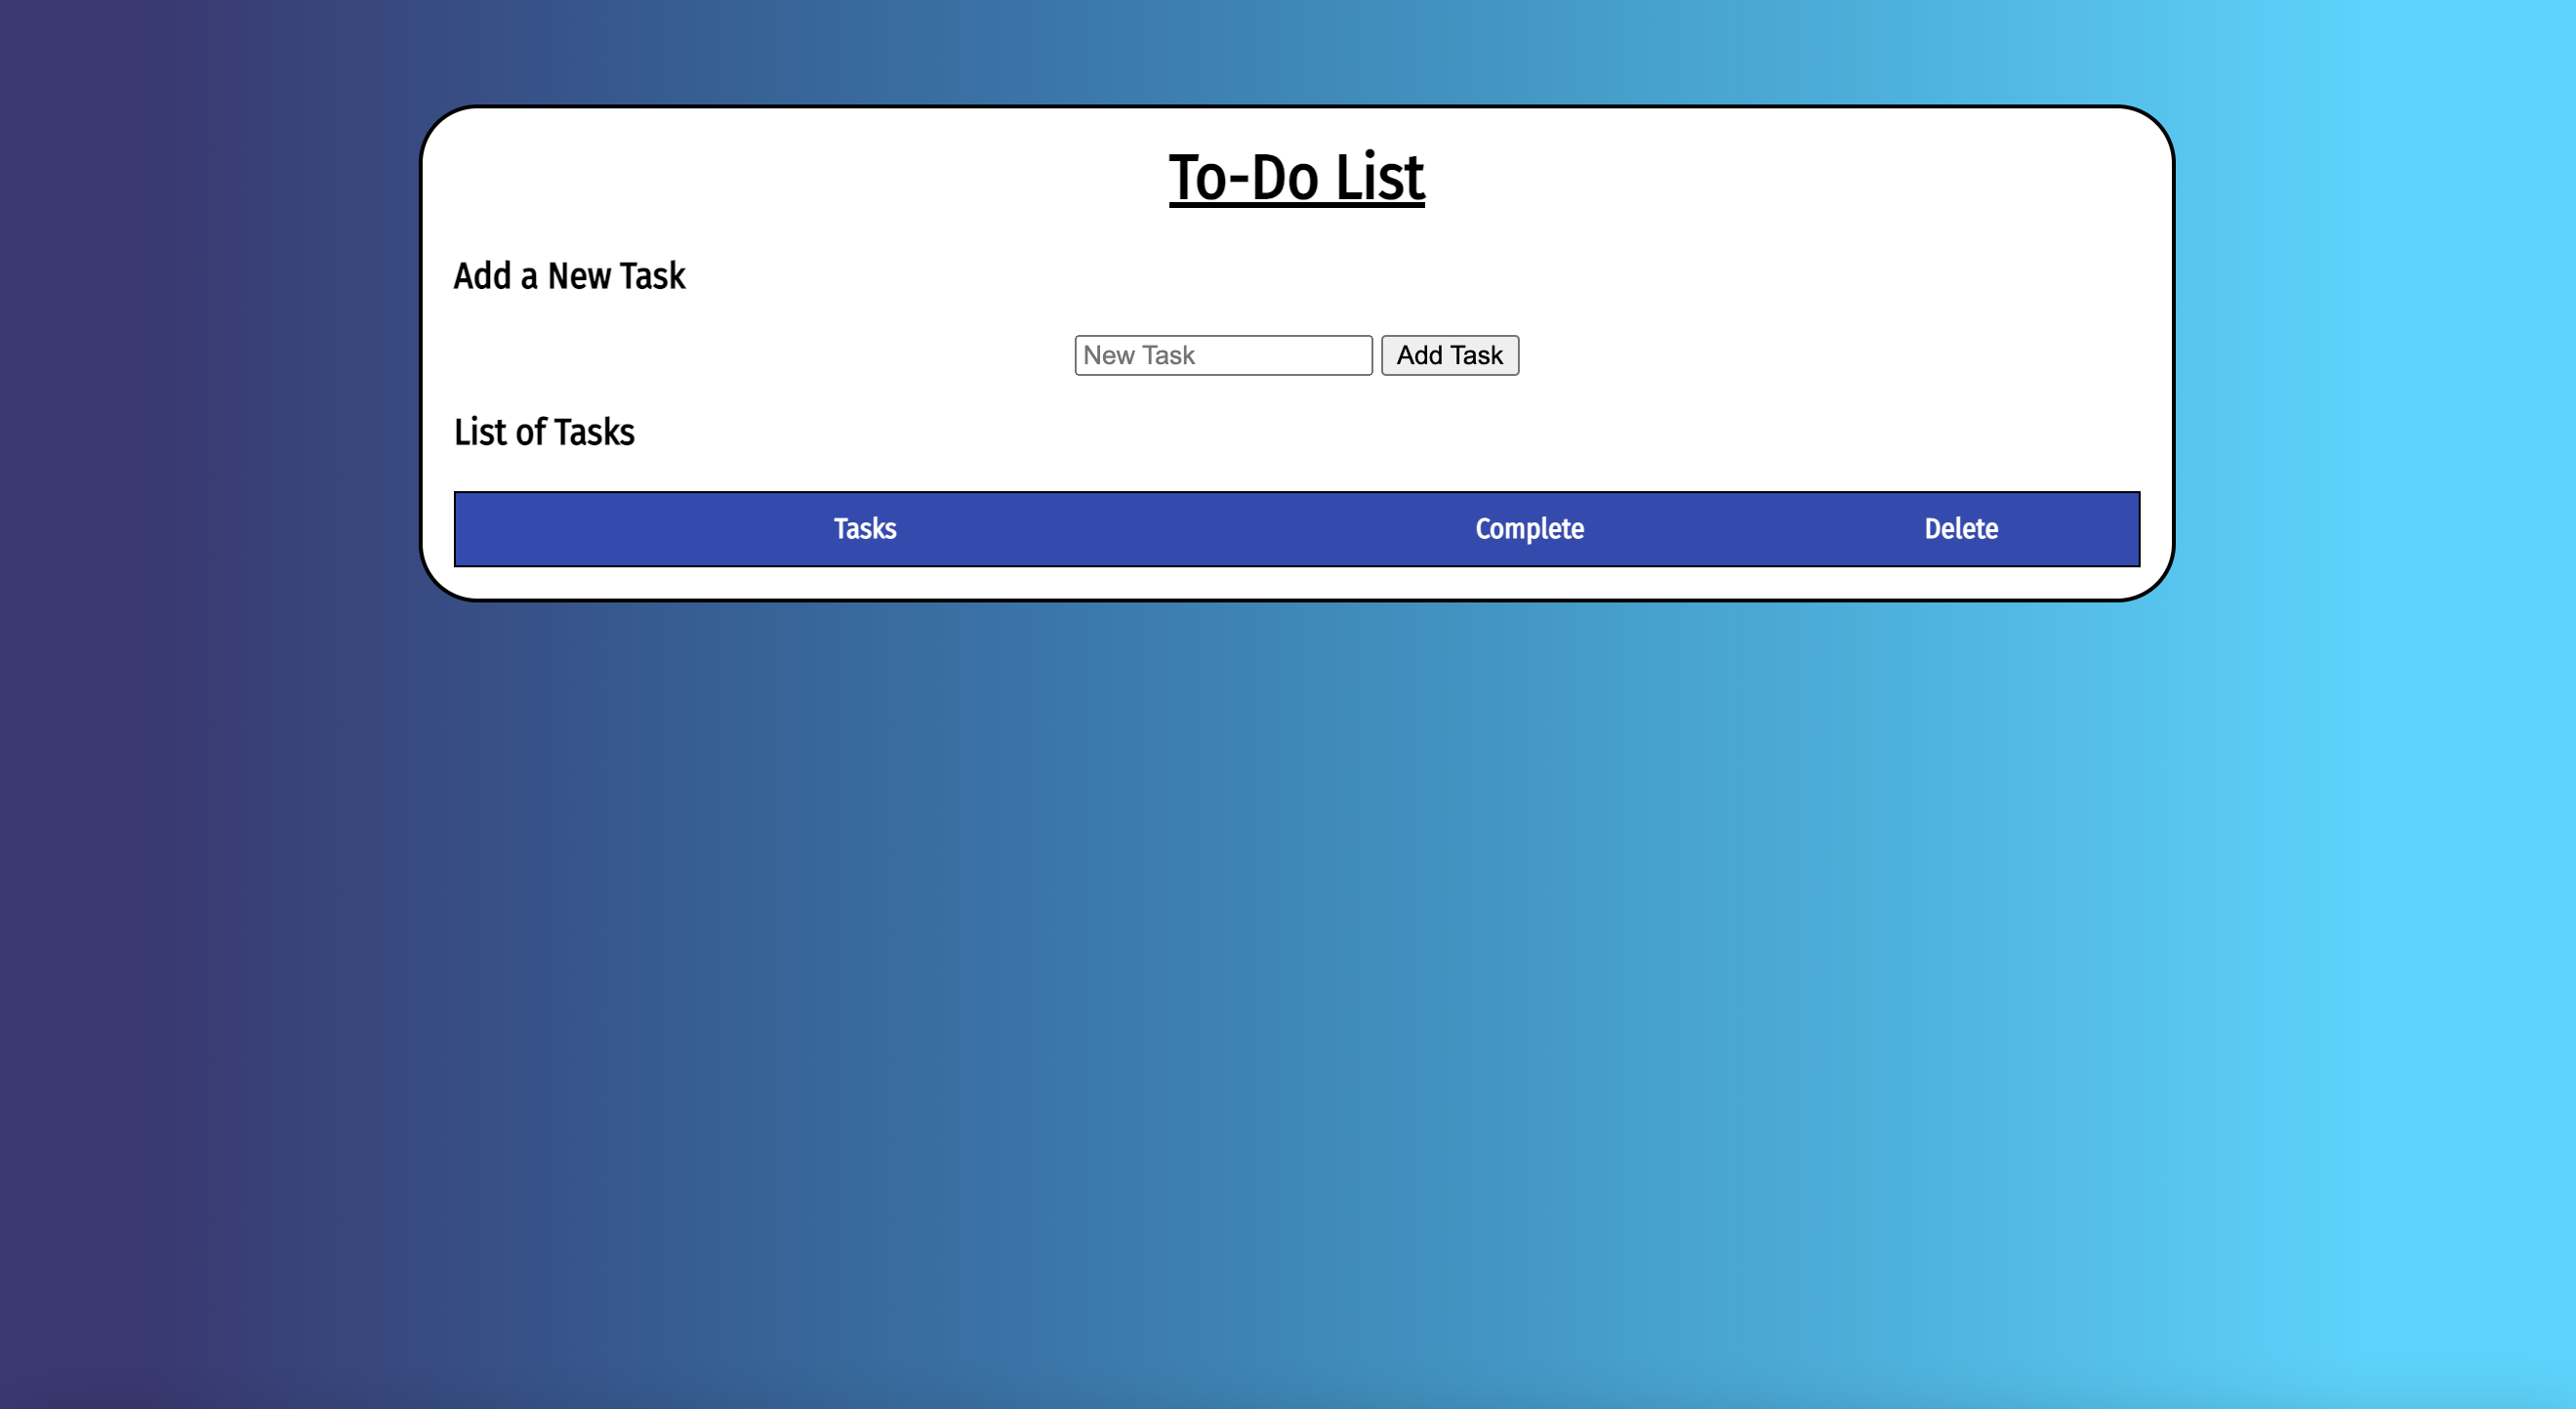 To-Do List
Add a New Task
New Task Add Task
List of Tasks
Tasks Complete Delete